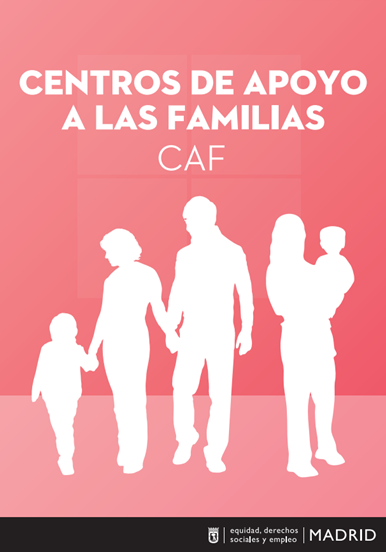 CENTROS DE APOYO
A LAS FAMILIAS
CAF
equidad, derechos
sociales y empleo
MADRID